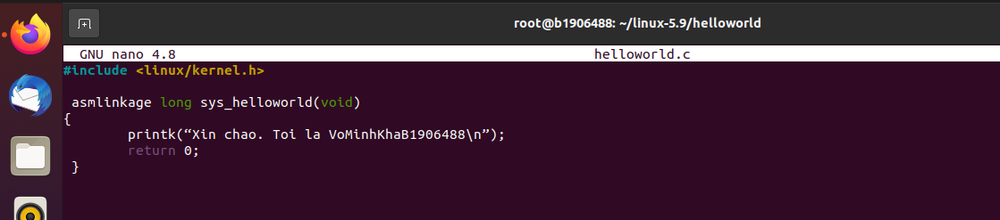 root@b1906488: ~/linux-5.9/helloworld
GNU nano 4.8 helloworld.c
#include <linux/kernel.h>
asmlinkage long sys_helloworld(void)
{
printk(“Xin chao. Toi la VoMinhKhaB1906488\n”);
return 0;
}